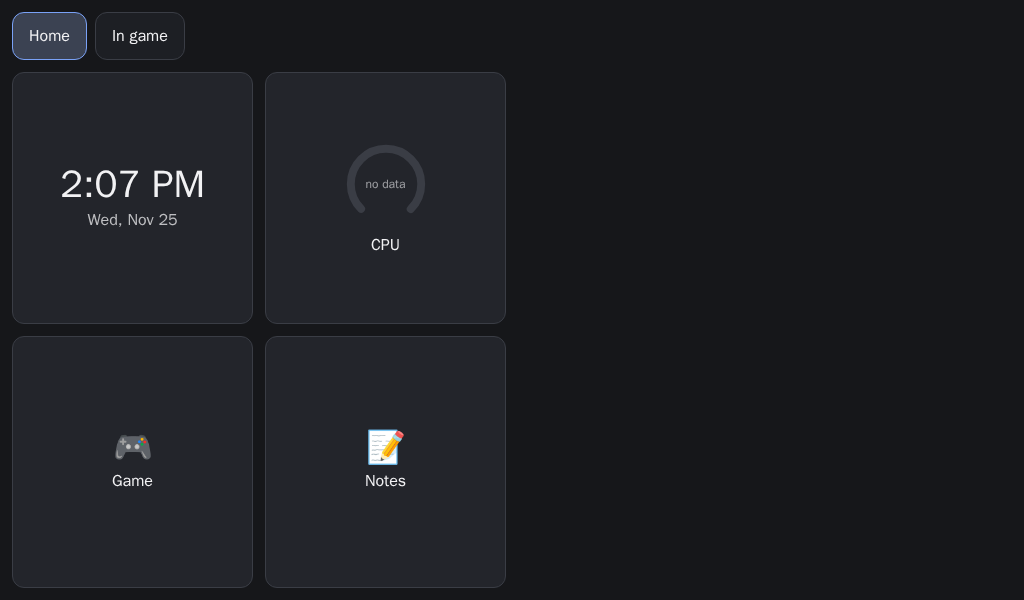 Home
In game
2:07 PM
Wed, Nov 25
no data
CPU
Game
Notes